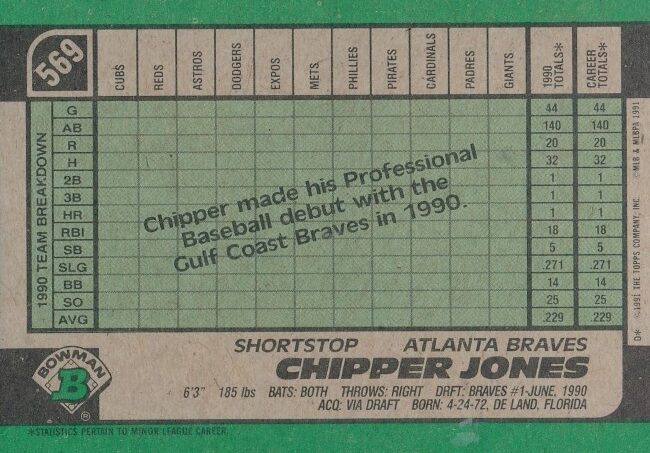 569
CUBS REDS ASTROS DODGERS EXPOS METS PHILLIES PIRATES CARDINALS PADRES GIANTS 1990 TOTALS* CAREER TOTALS*
1990 TEAM BREAKDOWN
G 44 44
AB 140 140
R 20 20
H 32 32
2B 1 1
3B 1 1
HR 1 1
RBI 18 18
SB 5 5
SLG .271 .271
BB 14 14
SO 25 25
AVG .229 .229
Chipper made his Professional
Baseball debut with the
Gulf Coast Braves in 1990.
D* ©1991 THE TOPPS COMPANY, INC. ©MLB & MLBPA 1991
SHORTSTOP ATLANTA BRAVES
CHIPPER JONES
6'3" 185 lbs BATS: BOTH THROWS: RIGHT DRFT: BRAVES #1-JUNE, 1990
ACQ: VIA DRAFT BORN: 4-24-72, DE LAND, FLORIDA
BOWMAN
B
®
*STATISTICS PERTAIN TO MINOR LEAGUE CAREER.